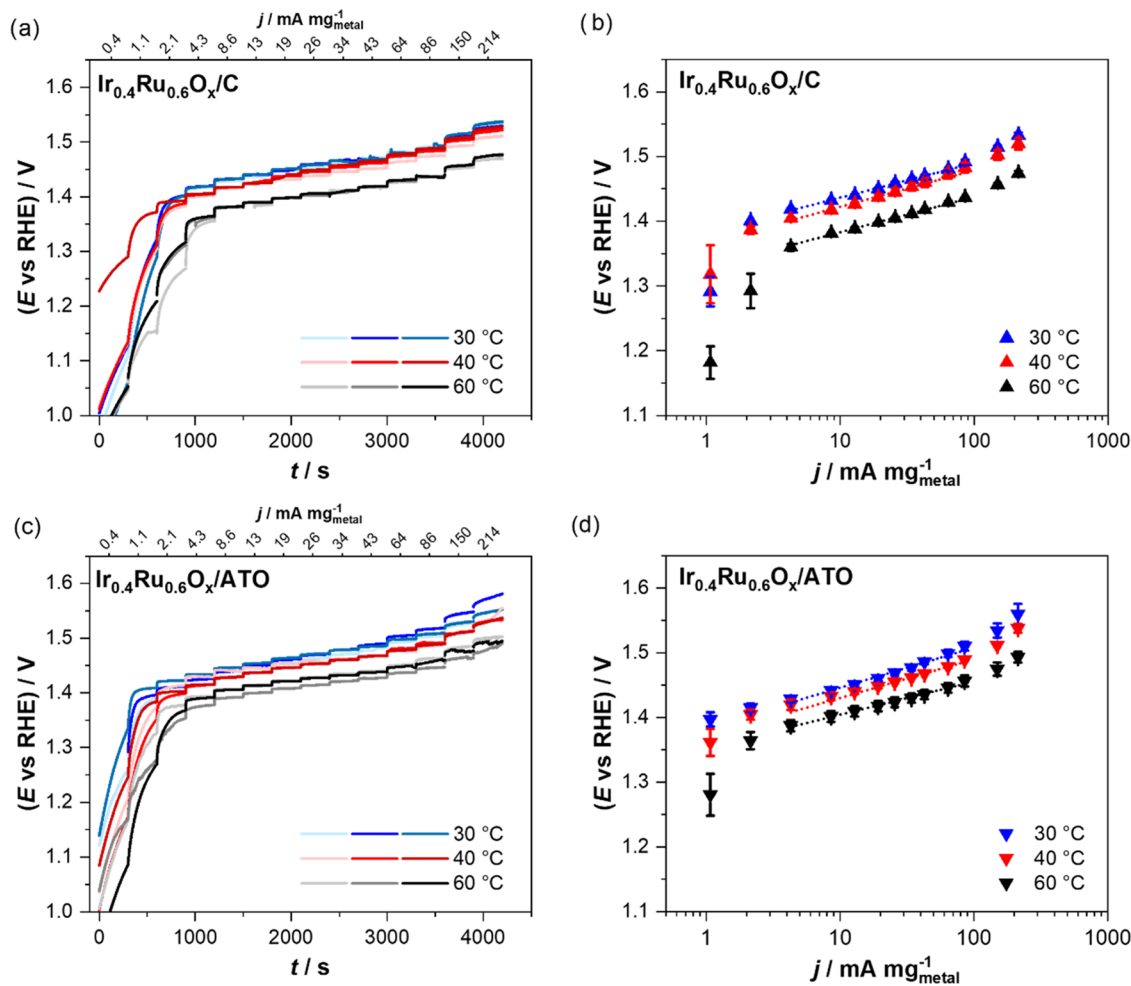 (a)
j / mA mg⁻¹metal
0.4 1.1 2.1 4.3 8.6 13 19 26 34 43 64 86 150 214
Ir0.4Ru0.6Ox/C
1.6
1.5
1.4
1.3
1.2
1.1
1.0
(E vs RHE) / V
30 °C
40 °C
60 °C
0 1000 2000 3000 4000
t / s
(b)
Ir0.4Ru0.6Ox/C
1.6
1.5
1.4
1.3
1.2
1.1
(E vs RHE) / V
30 °C
40 °C
60 °C
1 10 100 1000
j / mA mg⁻¹metal
(c)
j / mA mg⁻¹metal
0.4 1.1 2.1 4.3 8.6 13 19 26 34 43 64 86 150 214
Ir0.4Ru0.6Ox/ATO
1.6
1.5
1.4
1.3
1.2
1.1
1.0
(E vs RHE) / V
30 °C
40 °C
60 °C
0 1000 2000 3000 4000
t / s
(d)
Ir0.4Ru0.6Ox/ATO
1.6
1.5
1.4
1.3
1.2
1.1
(E vs RHE) / V
30 °C
40 °C
60 °C
1 10 100 1000
j / mA mg⁻¹metal